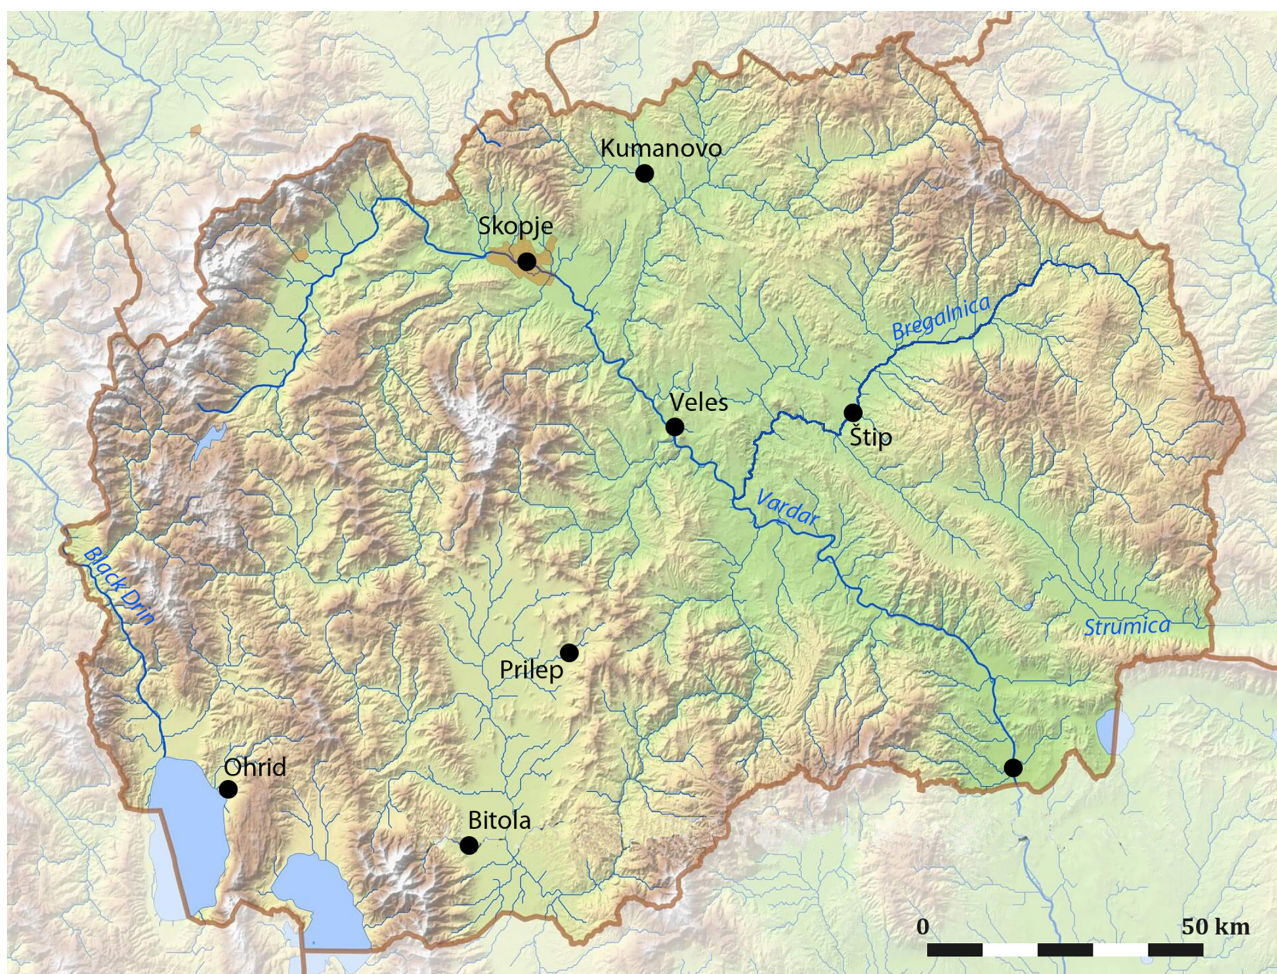 Kumanovo
Skopje
Bregalnica
Veles
Štip
Vardar
Black Drin
Strumica
Prilep
Ohrid
Bitola
0 50 km